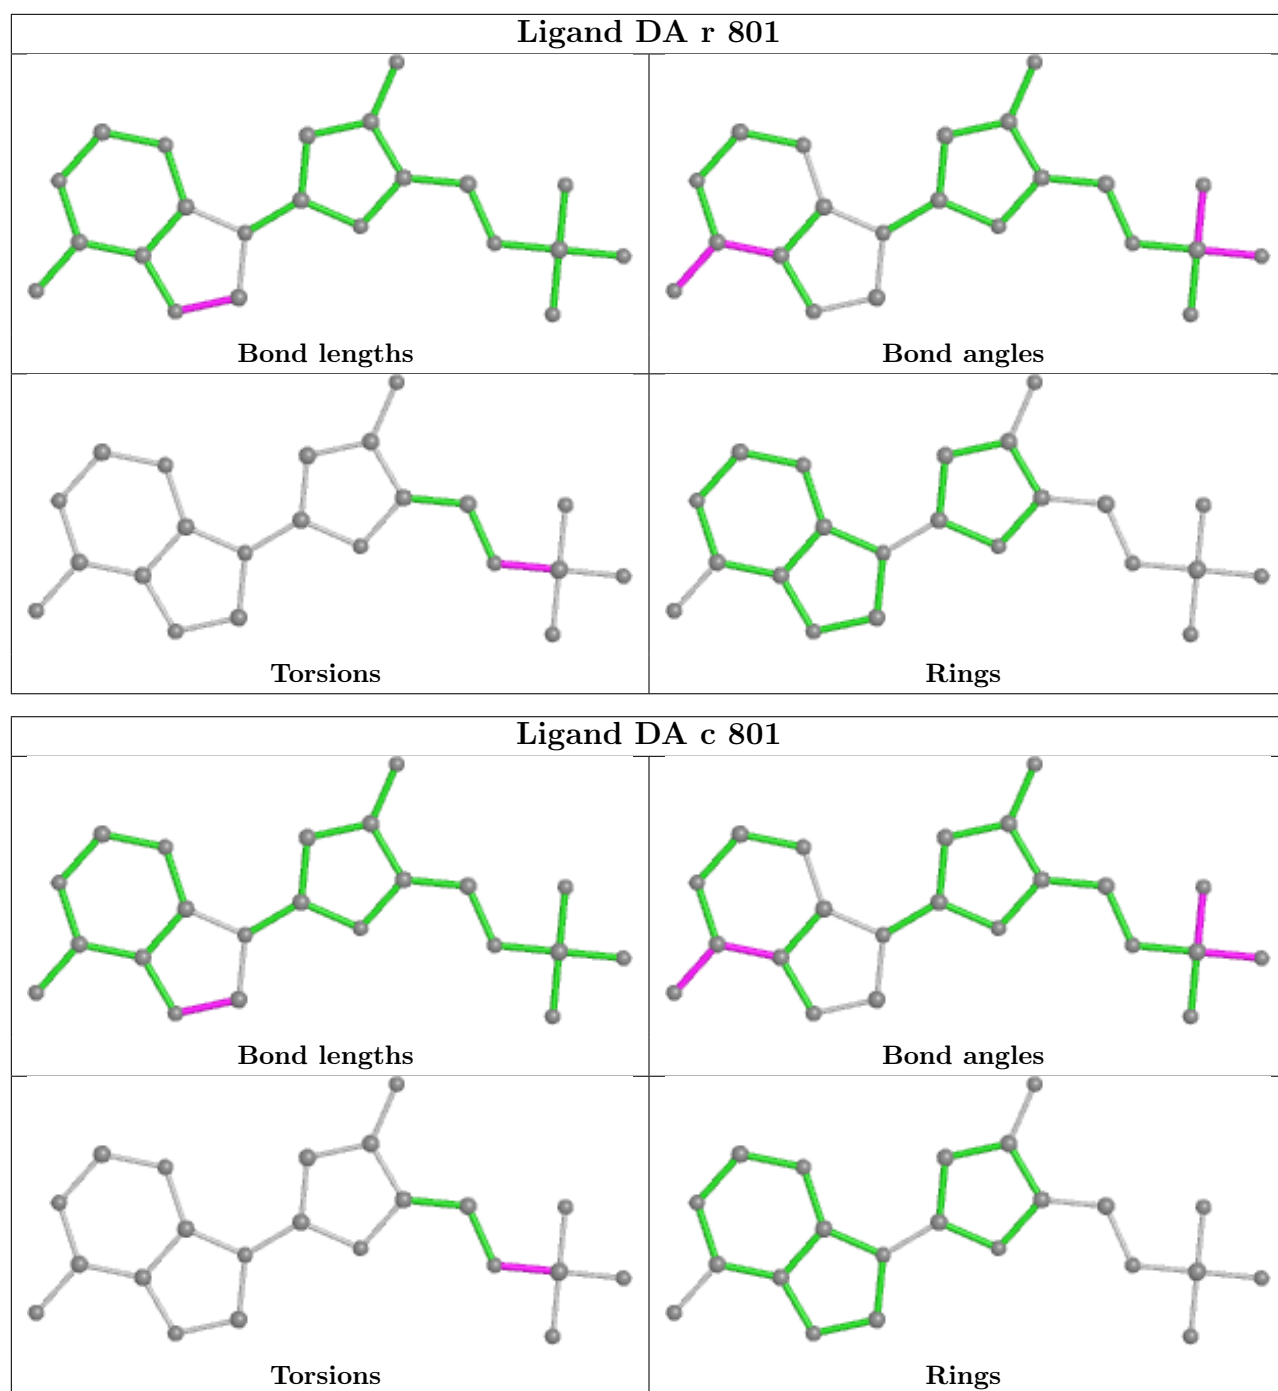 Ligand DA r 801
Bond lengths
Bond angles
Torsions
Rings
Ligand DA c 801
Bond lengths
Bond angles
Torsions
Rings